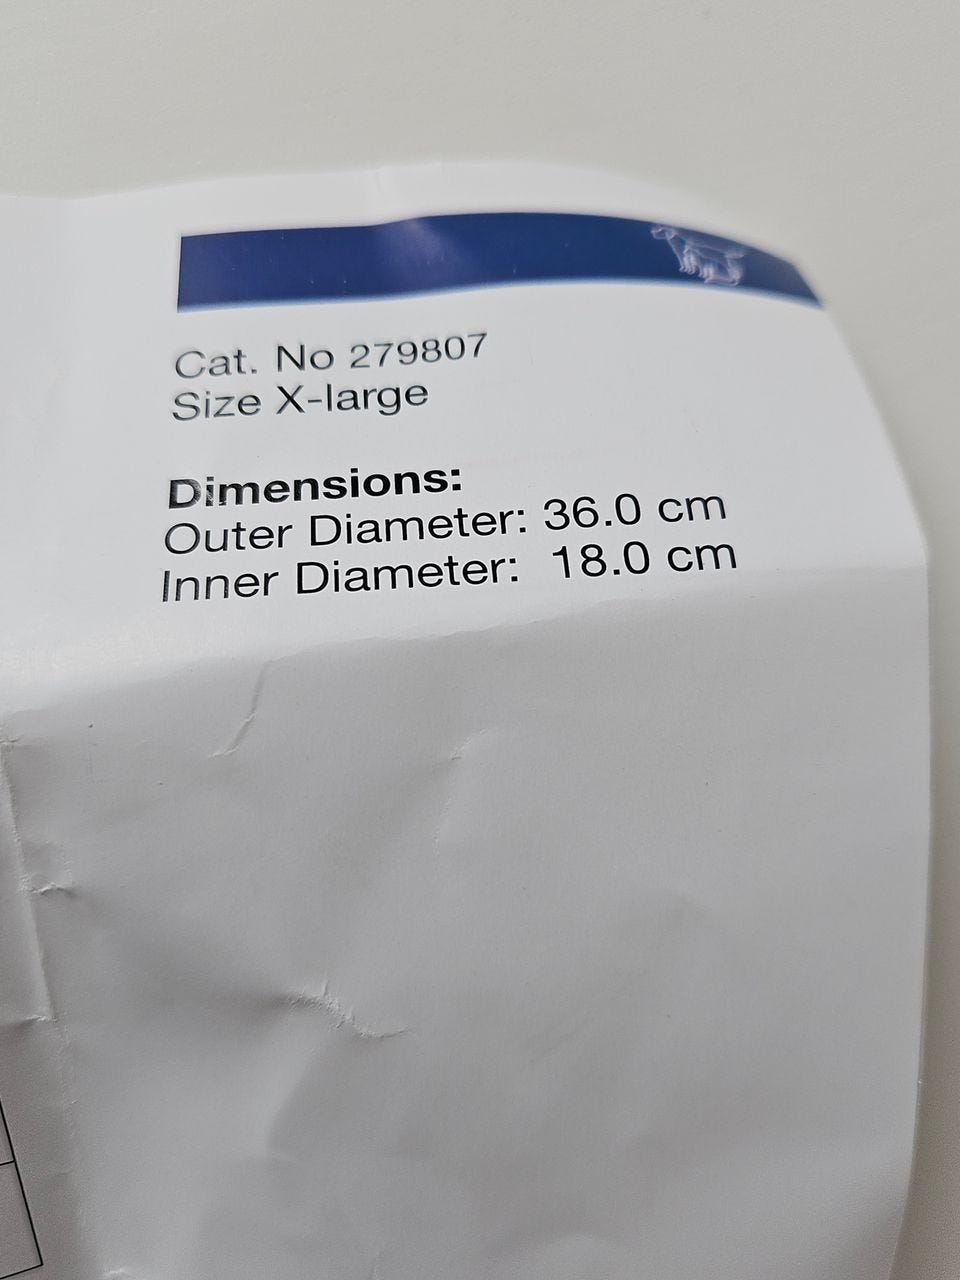 Cat. No 279807
Size X-large
Dimensions:
Outer Diameter: 36.0 cm
Inner Diameter: 18.0 cm